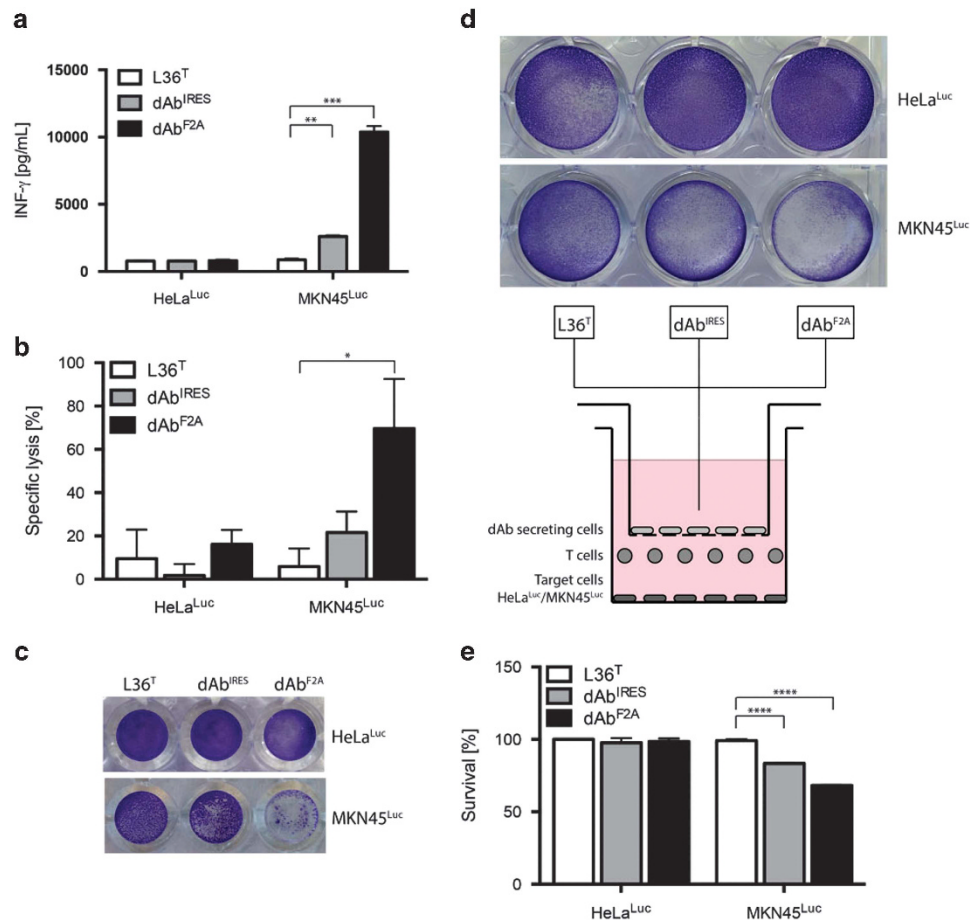 a
15000
10000
5000
0
INF-γ [pg/mL]
L36ᵀ
dAbᴵᴿᴱˢ
dAbF2A
**
***
HeLaLuc
MKN45Luc
b
100
80
60
40
20
0
Specific lysis [%]
L36ᵀ
dAbIRES
dAbF2A
*
HeLaLuc
MKN45Luc
c
L36ᵀ dAbIRES dAbF2A
HeLaLuc
MKN45Luc
d
HeLaLuc
MKN45Luc
L36ᵀ dAbIRES dAbF2A
dAb secreting cells
T cells
Target cells
HeLaLuc/MKN45Luc
e
150
100
50
0
Survival [%]
L36ᵀ
dAbIRES
dAbF2A
****
****
HeLaLuc
MKN45Luc